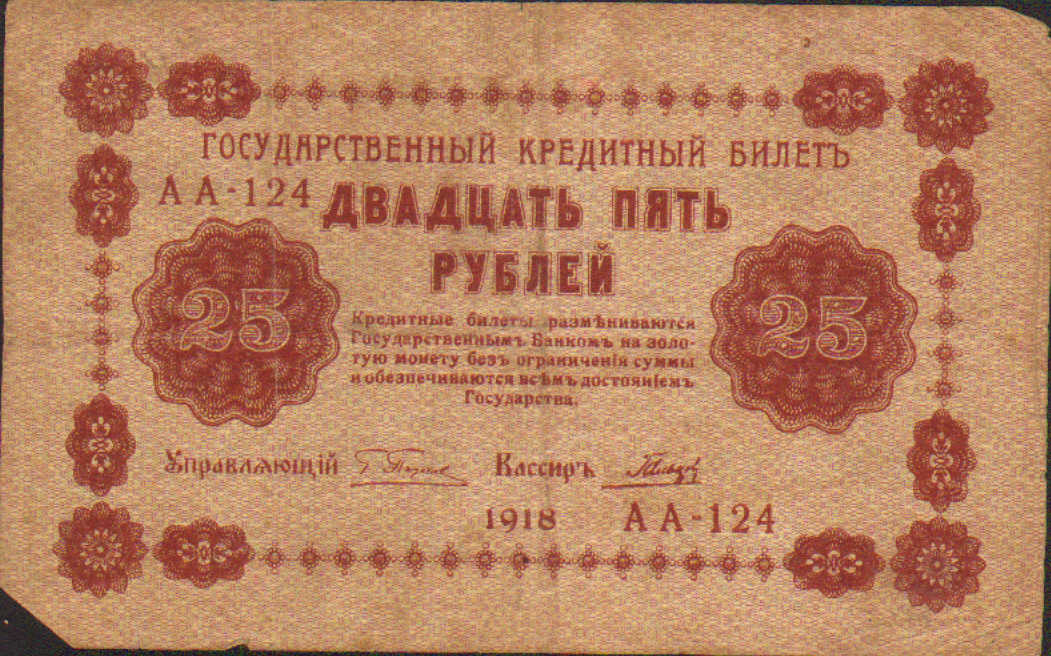 ГОСУДАРСТВЕННЫЙ КРЕДИТНЫЙ БИЛЕТЪ
АА-124
ДВАДЦАТЬ ПЯТЬ
РУБЛЕЙ
25
25
Кредитные билеты размѣниваются
Государственнымъ Банкомъ на золо-
тую монету безъ ограниченія суммы
и обезпечиваются всѣмъ достояніемъ
Государства.
Управляющій
Кассиръ
1918
АА-124